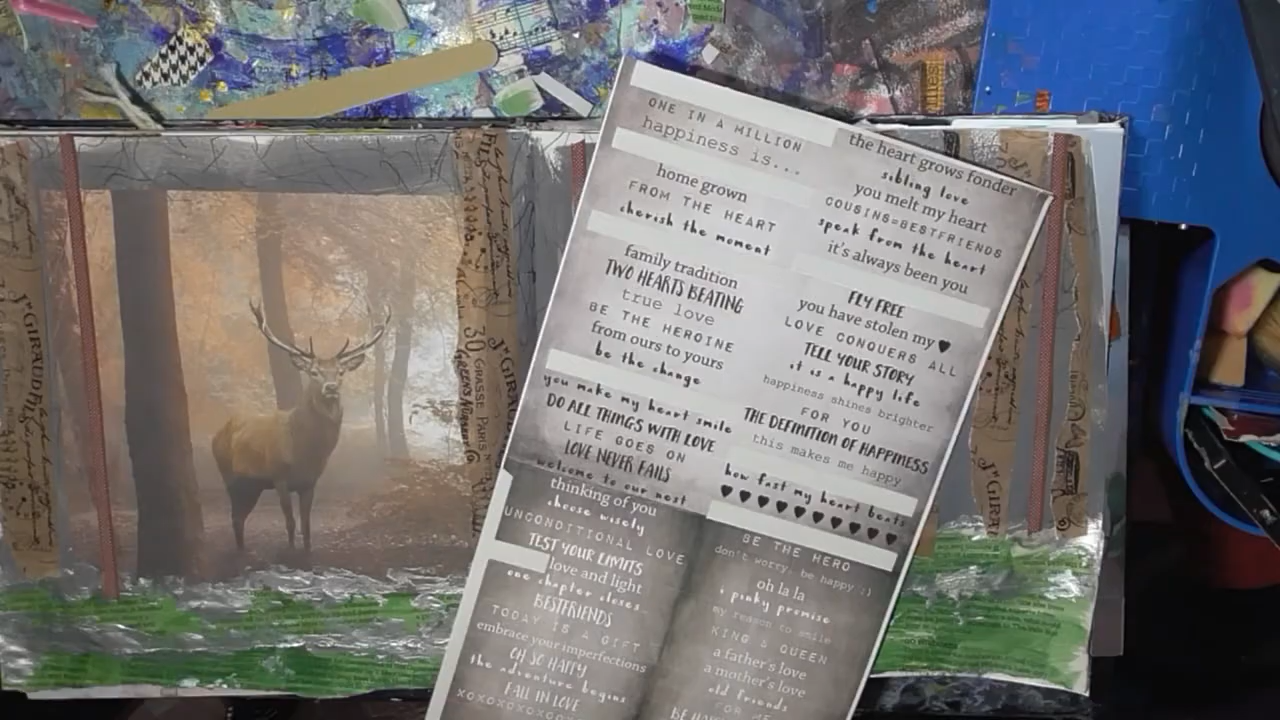 ONE IN A MILLION
happiness is...
home grown
FROM THE HEART
cherish the moment
family tradition
TWO HEARTS BEATING
true love
BE THE HEROINE
from ours to yours
be the change
you make my heart smile
DO ALL THINGS WITH LOVE
LIFE GOES ON
LOVE NEVER FAILS
welcome to our nest
thinking of you
choose wisely
UNCONDITIONAL LOVE
TEST YOUR LIMITS
love and light
one chapter closes...
BESTFRIENDS
TODAY IS A GIFT
embrace your imperfections
OH SO HAPPY
the adventure begins
FALL IN LOVE
the heart grows fonder
sibling love
you melt my heart
COUSINS=BESTFRIENDS
speak from the heart
it's always been you
FLY FREE
you have stolen my ♥
LOVE CONQUERS ALL
TELL YOUR STORY
it is a happy life
happiness shines brighter
FOR YOU
THE DEFINITION OF HAPPINESS
this makes me happy
how fast my heart beats
♥♥♥♥♥♥♥♥♥♥
BE THE HERO
don't worry, be happy :)
oh la la
a pinky promise
my reason to smile
KING & QUEEN
a father's love
a mother's love
old friends
FOR ME
30 GRASSE PARIS